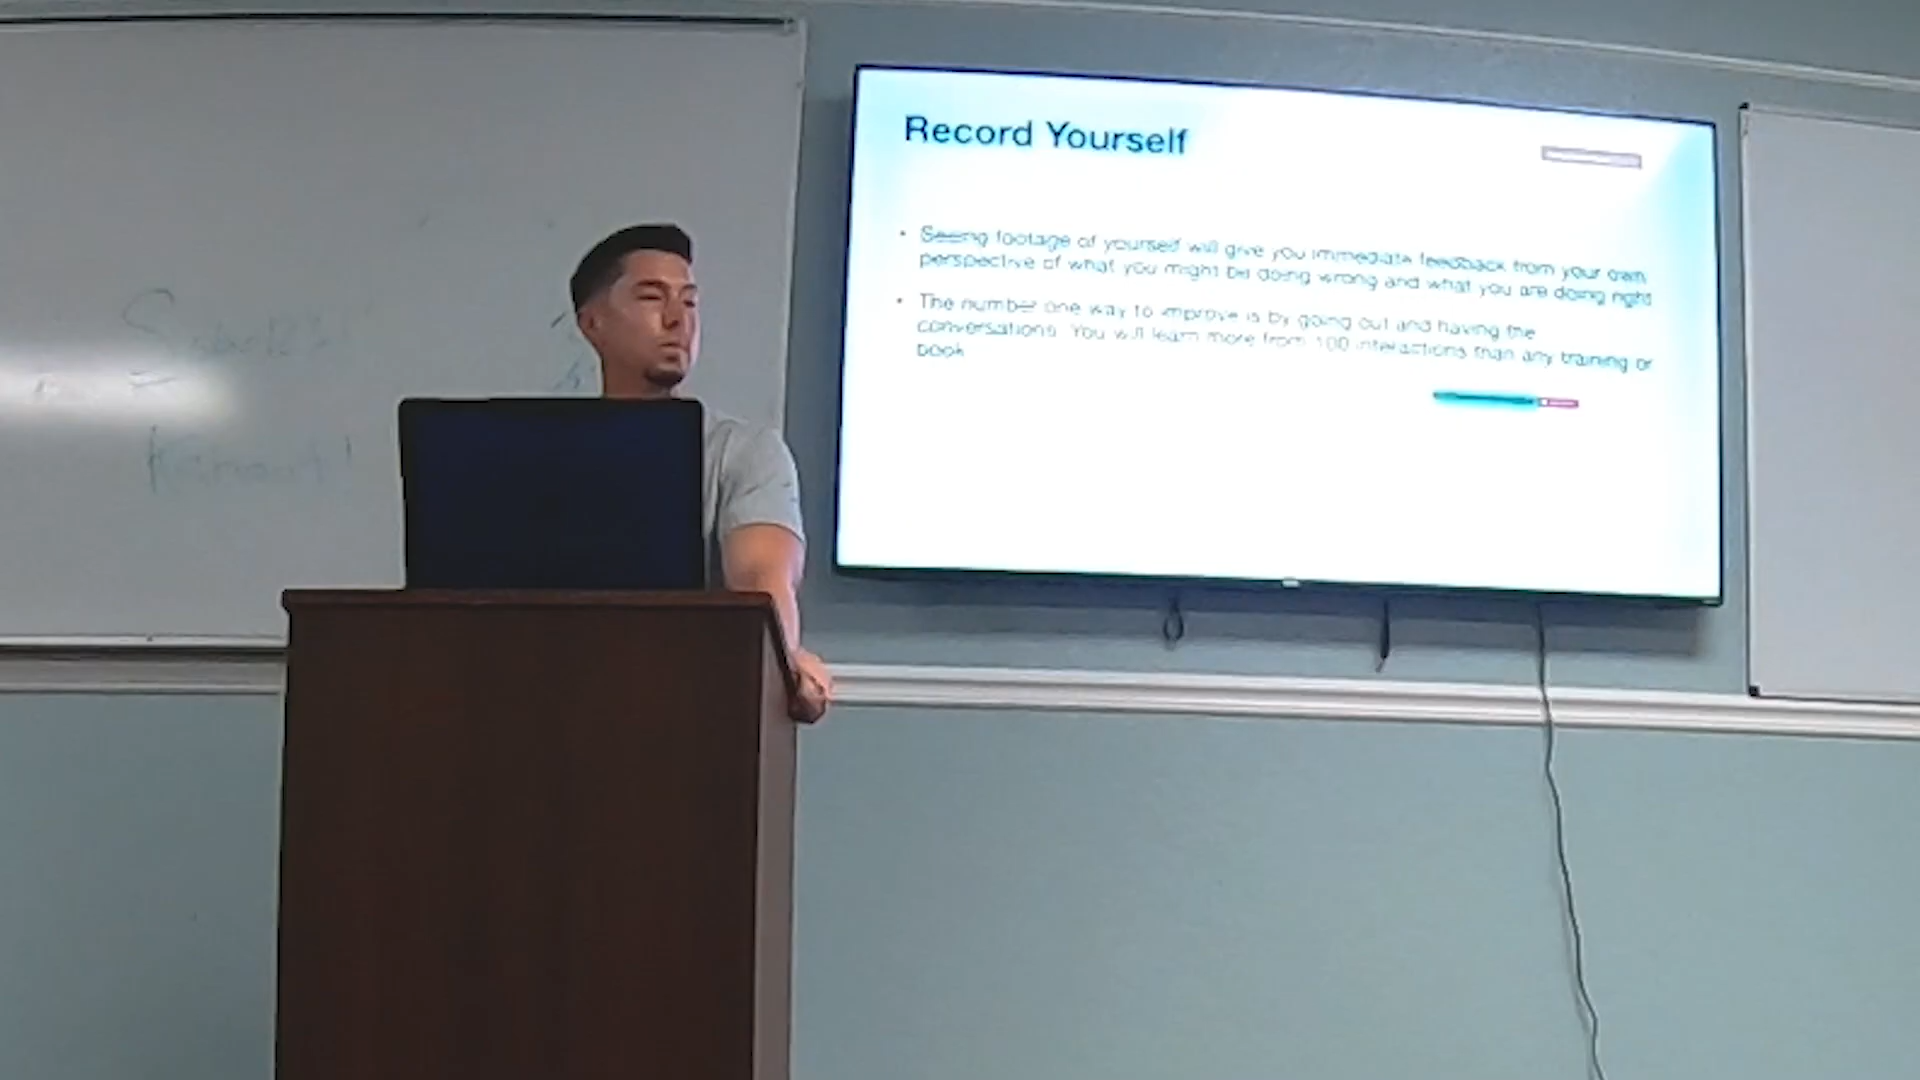 Record Yourself
• Seeing footage of yourself will give you immediate feedback from your own
perspective of what you might be doing wrong and what you are doing right
• The number one way to improve is by going out and having the
conversations. You will learn more from 100 interactions than any training or
book